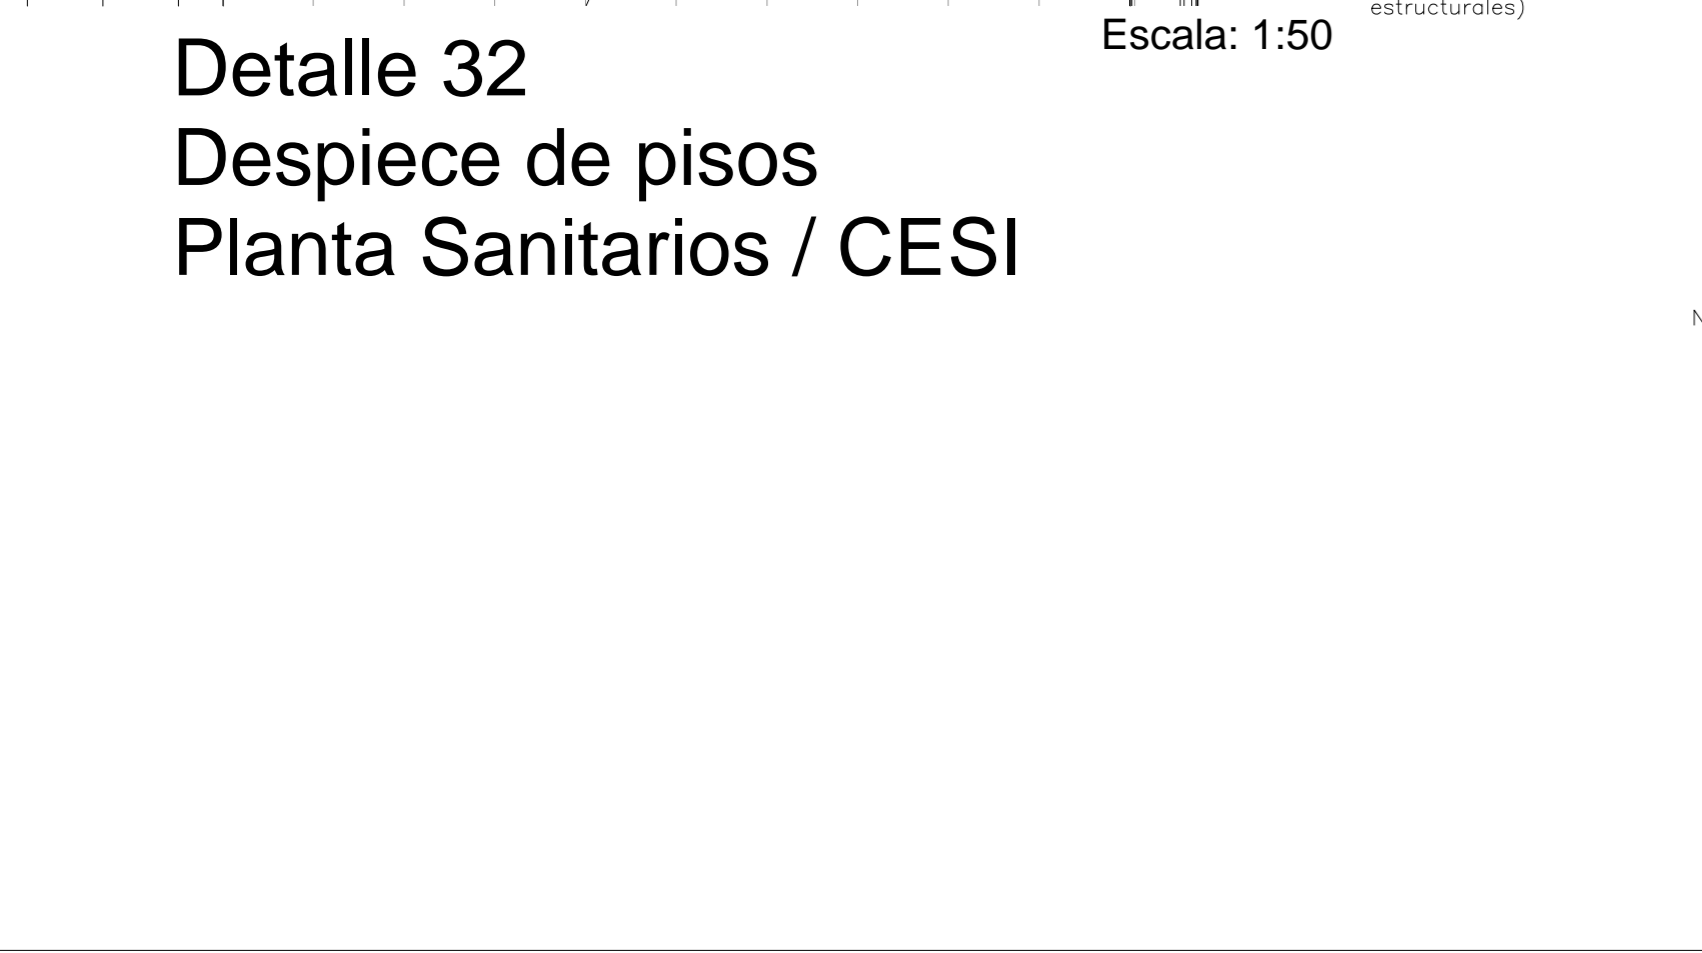 estructurales)
Escala: 1:50
Detalle 32
Despiece de pisos
Planta Sanitarios / CESI
N